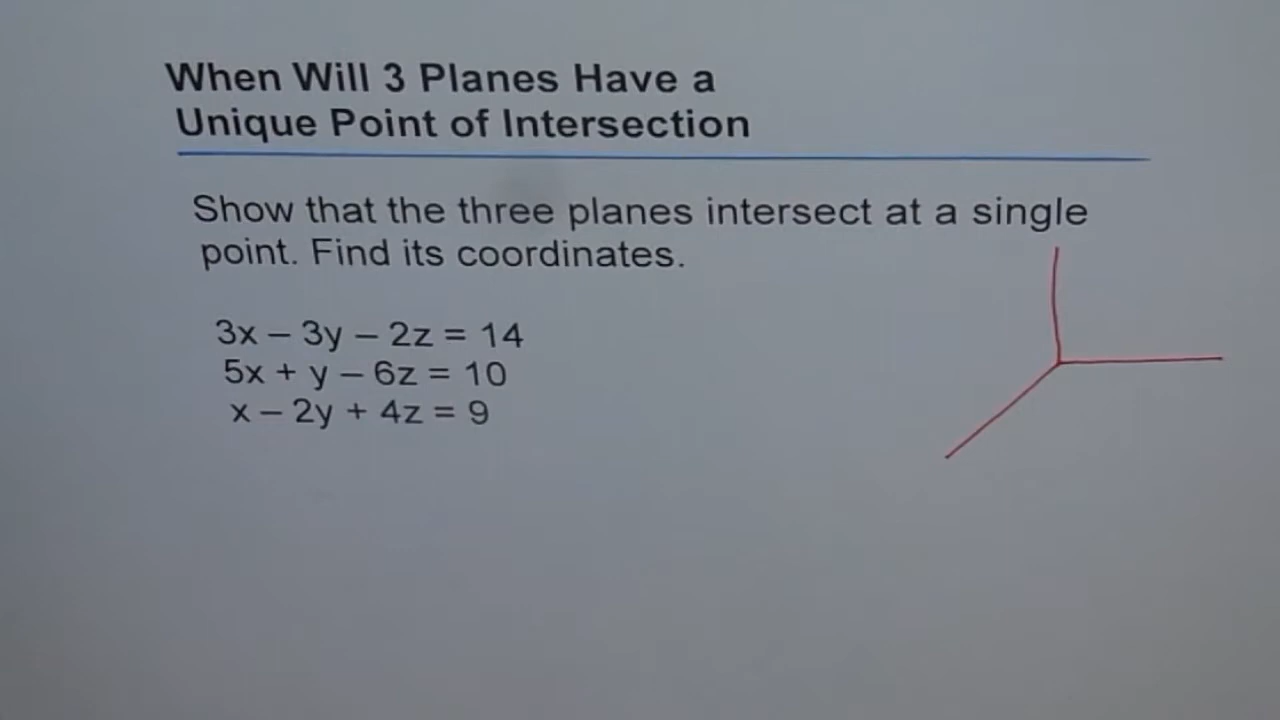 When Will 3 Planes Have a
Unique Point of Intersection
Show that the three planes intersect at a single
point. Find its coordinates.
3x – 3y – 2z = 14
5x + y – 6z = 10
x – 2y + 4z = 9